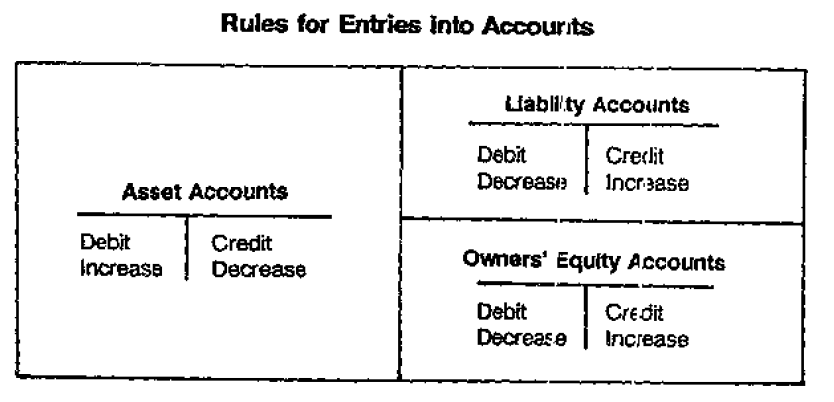 Rules for Entries into Accounts
Asset Accounts
Debit Credit
Increase Decrease
Liability Accounts
Debit Credit
Decrease Increase
Owners' Equity Accounts
Debit Credit
Decrease Increase